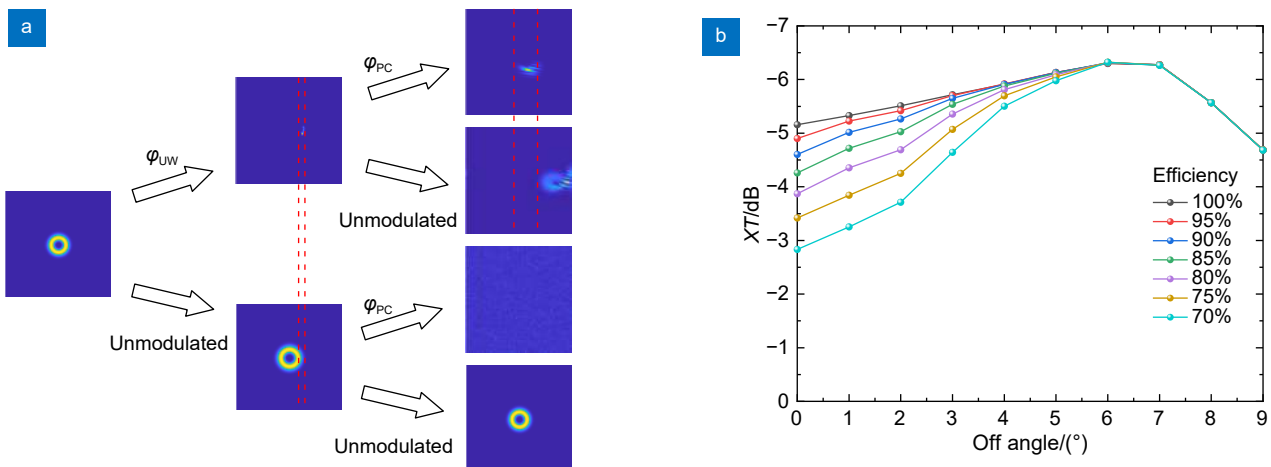 a
φUW
Unmodulated
φPC
Unmodulated
φPC
Unmodulated
b
XT/dB
−7
−6
−5
−4
−3
−2
−1
0
0 1 2 3 4 5 6 7 8 9
Off angle/(°)
Efficiency
100%
95%
90%
85%
80%
75%
70%